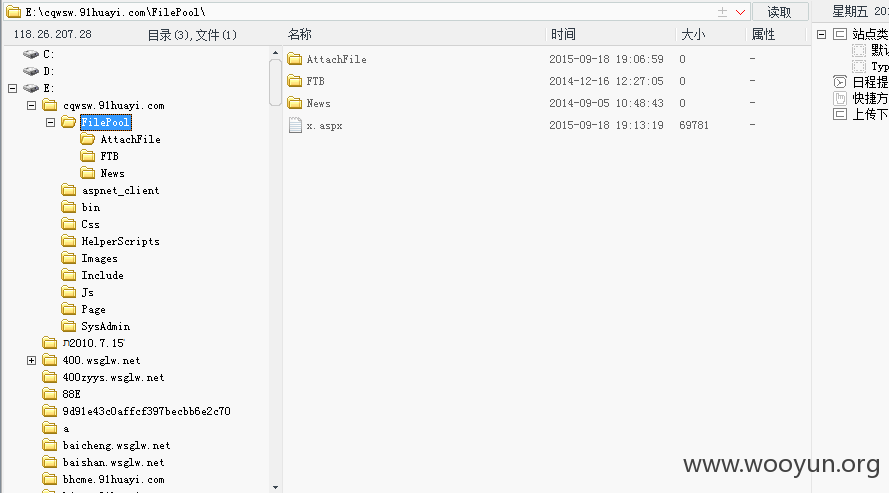 E:\cqwsw.91huayi.com\FilePool\
读取
星期五 201
118.26.207.28
目录(3),文件(1)
名称
时间
大小
属性
C:
D:
E:
cqwsw.91huayi.com
FilePool
AttachFile
FTB
News
aspnet_client
bin
Css
HelperScripts
Images
Include
Js
Page
SysAdmin
2010.7.15
400.wsglw.net
400zyys.wsglw.net
88E
9d91e43c0affcf397becbb6e2c70
a
baicheng.wsglw.net
baishan.wsglw.net
bhcme.91huayi.com
AttachFile 2015-09-18 19:06:59 0 -
FTB 2014-12-16 12:27:05 0 -
News 2014-09-05 10:48:43 0 -
x.aspx 2015-09-18 19:13:19 69781 -
站点类
默认
Typ
日程提
快捷方
上传下
www.wooyun.org